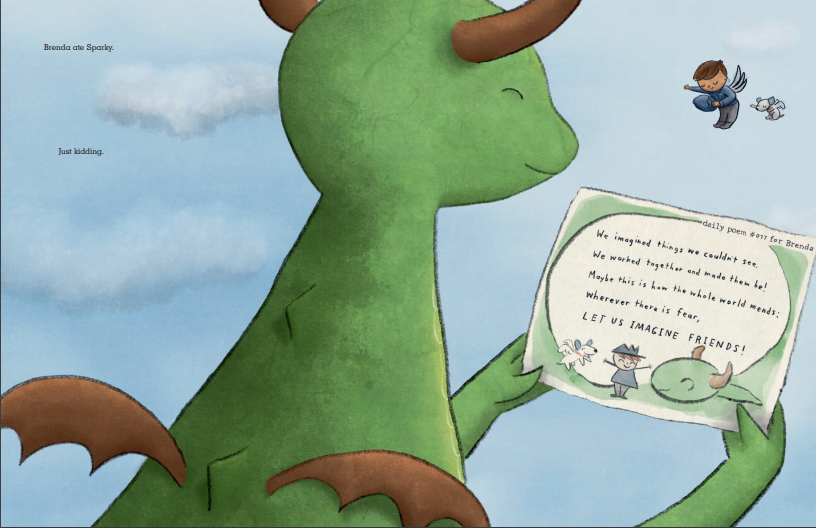 Brenda ate Sparky.
Just kidding.
daily poem #077 for Brenda
We imagined things we couldn't see.
We worked together and made them be!
Maybe this is how the whole world mends:
Wherever there is fear,
LET US IMAGINE FRIENDS!